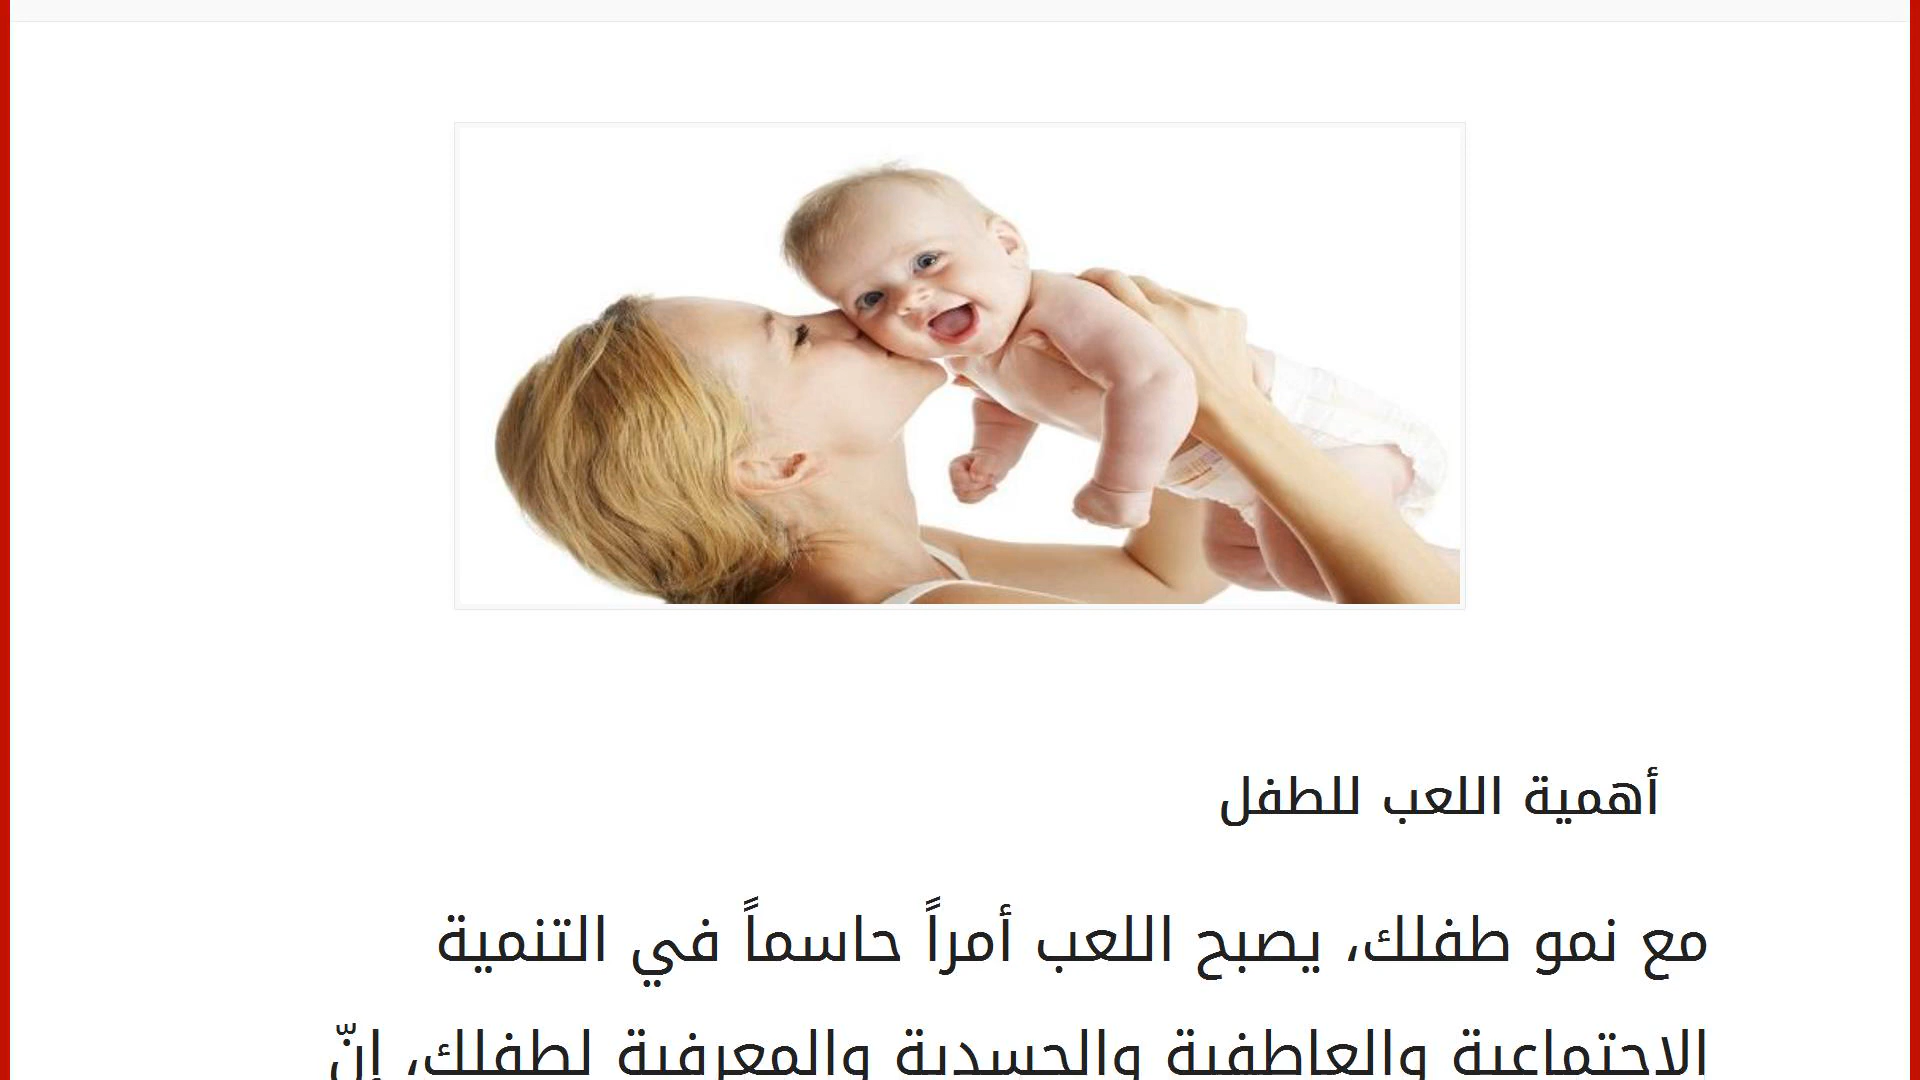 أهمية اللعب للطفل
مع نمو طفلك، يصبح اللعب أمراً حاسماً في التنمية
الاجتماعية والعاطفية والجسدية والمعرفية لطفلك، إنّ